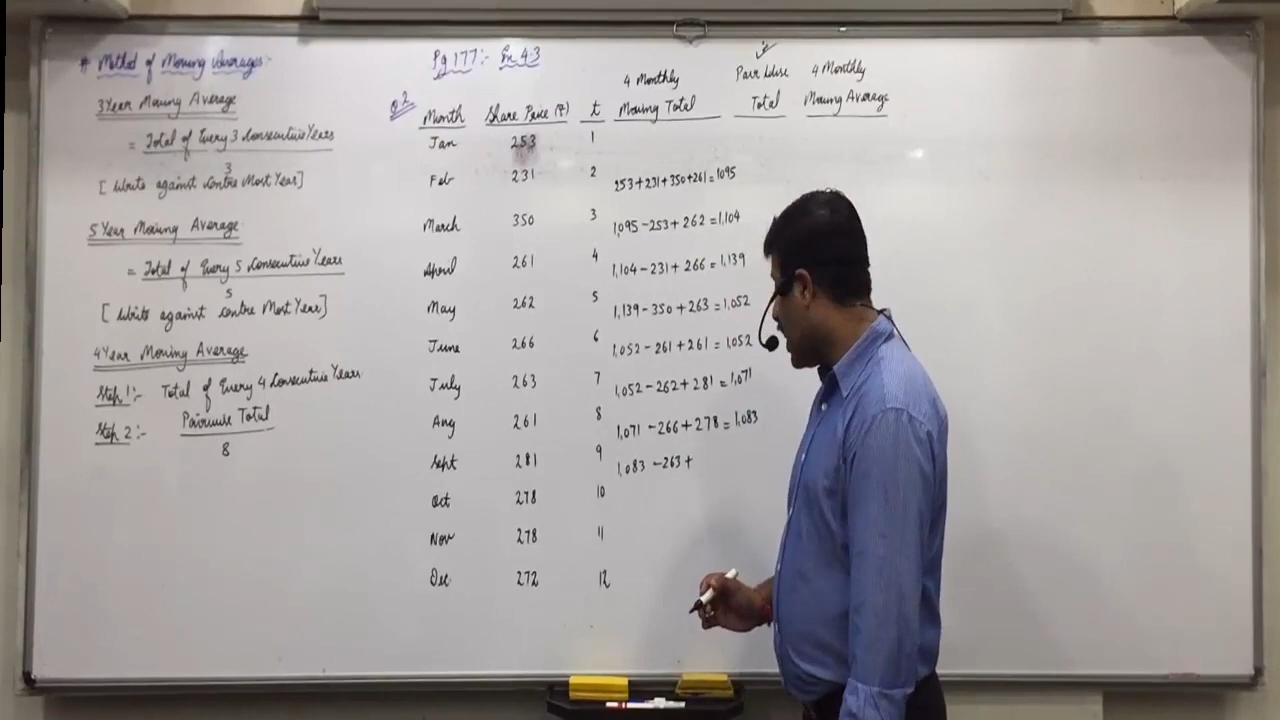 # Method of Moving Averages:-
3 Year Moving Average
= Total of Every 3 Consecutive Years
3
[Write against Centre Most Year]
5 Year Moving Average
= Total of Every 5 Consecutive Years
5
[Write against Centre Most Year]
4 Year Moving Average
Step 1:- Total of Every 4 Consecutive Years
Step 2:- Pairwise Total
8
Pg 177:- Ex 4.3
Q2
Month Share Price (₹) t 4 Monthly Moving Total Pair Wise Total 4 Monthly Moving Average
Jan 253 1
Feb 231 2 253+231+350+261=1095
March 350 3 1,095-253+262=1,104
April 261 4 1,104-231+266=1,139
May 262 5 1,139-350+263=1,052
June 266 6 1,052-261+261=1,052
July 263 7 1,052-262+281=1,071
Aug 261 8 1,071-266+278=1,083
Sept 281 9 1,083-263+
Oct 278 10
Nov 278 11
Dec 272 12